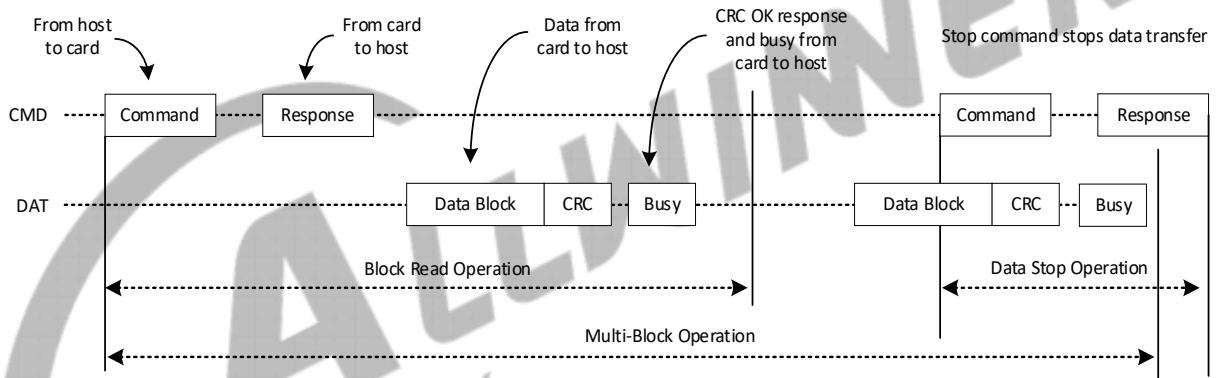 From host
to card
From card
to host
Data from
card to host
CRC OK response
and busy from
card to host
Stop command stops data transfer
CMD
Command
Response
Command
Response
DAT
Data Block
CRC
Busy
Data Block
CRC
Busy
Block Read Operation
Data Stop Operation
Multi-Block Operation